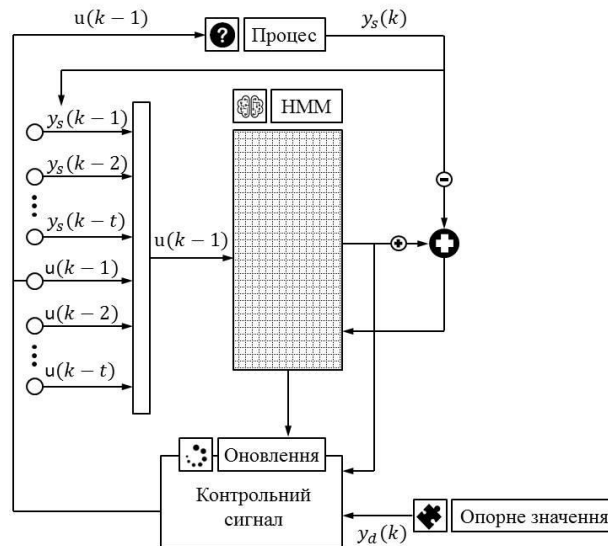 u(k−1)
Процес
y_s(k)
y_s(k−1)
НММ
y_s(k−2)
y_s(k−t)
u(k−1)
u(k−1)
u(k−2)
u(k−t)
Оновлення
Контрольний
сигнал
y_d(k)
Опорне значення